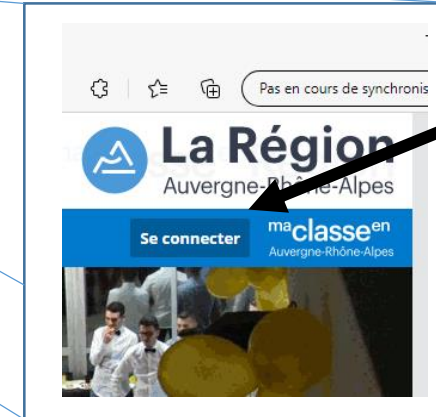 Pas en cours de synchronis
La Région
Auvergne-Rhône-Alpes
Se connecter
ma classe en
Auvergne-Rhône-Alpes